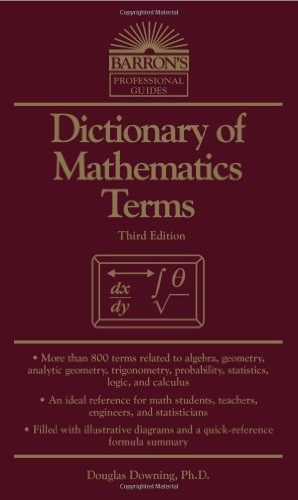 BARRON'S
PROFESSIONAL
GUIDES
Dictionary of
Mathematics
Terms
Third Edition
dx
dy
∫ θ
√
• More than 800 terms related to algebra, geometry,
analytic geometry, trigonometry, probability, statistics,
logic, and calculus
• An ideal reference for math students, teachers,
engineers, and statisticians
• Filled with illustrative diagrams and a quick-reference
formula summary
Douglas Downing, Ph.D.